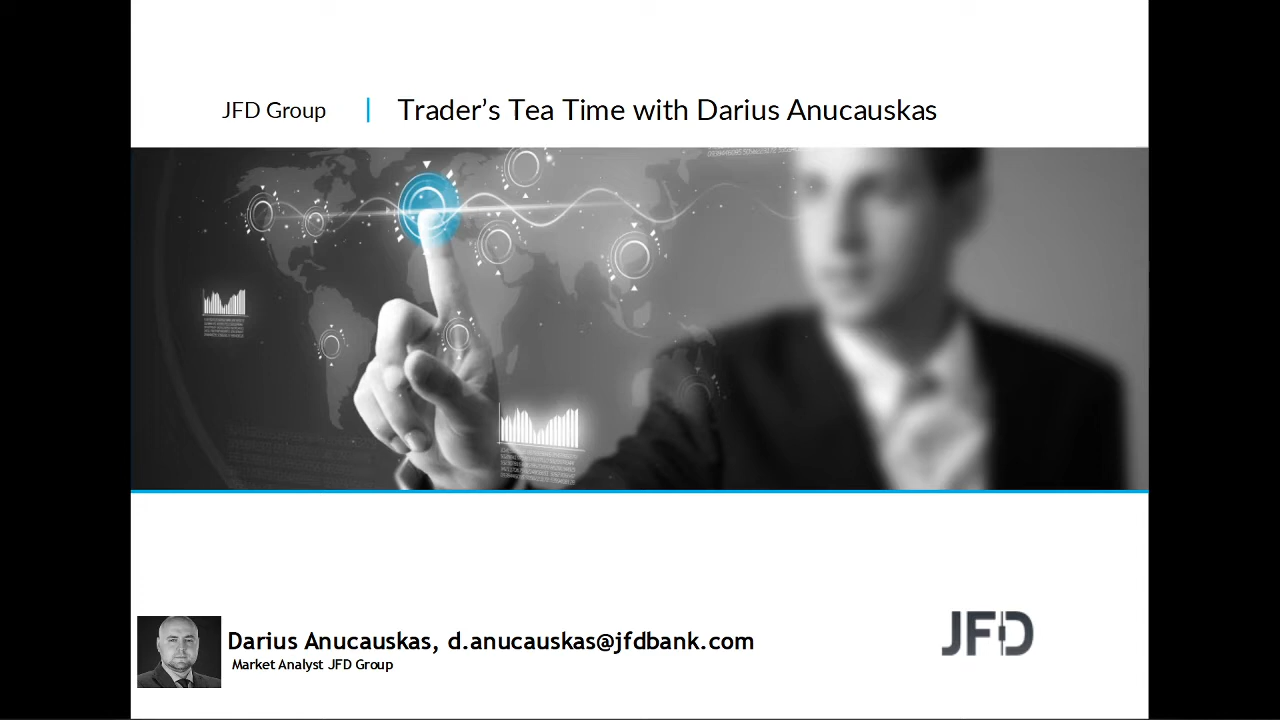 JFD Group | Trader’s Tea Time with Darius Anucauskas
Darius Anucauskas, d.anucauskas@jfdbank.com
Market Analyst JFD Group
JFD